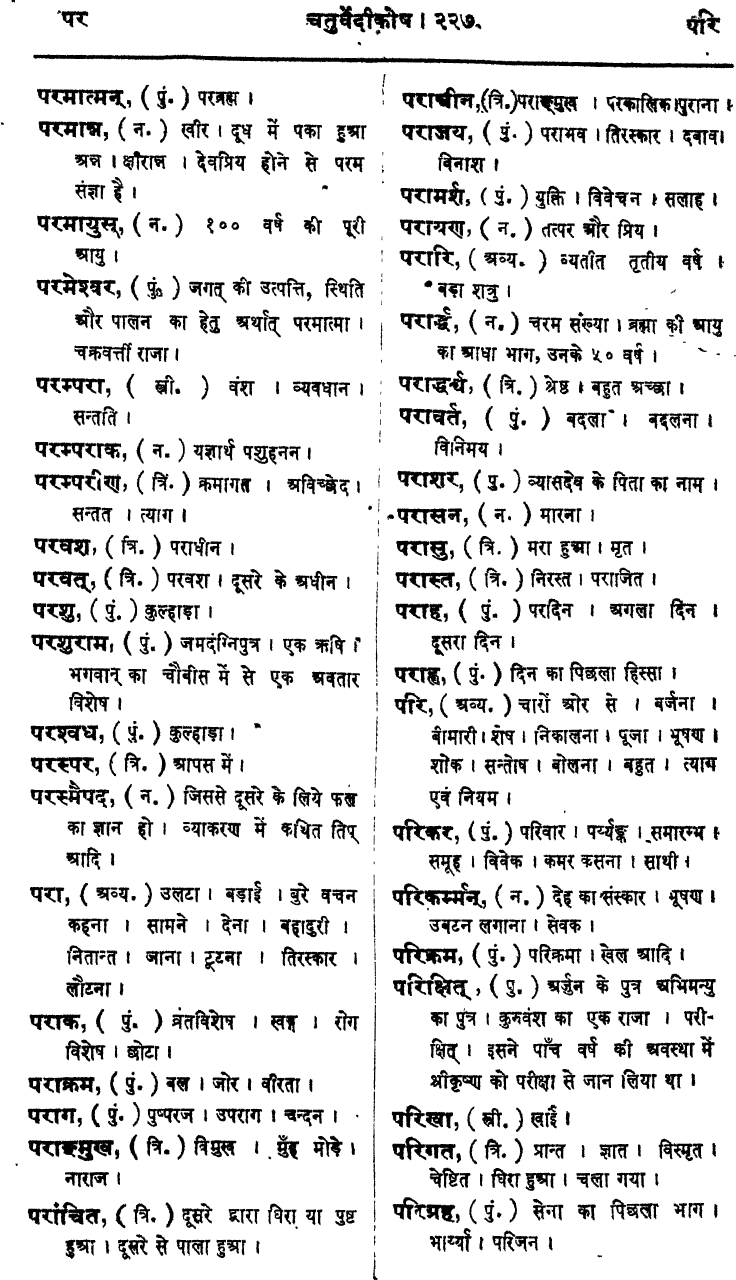 पर
चतुर्वेदीकोष । २२७.
परि
परमात्मन्, ( पुं. ) परब्रह्म ।
परमान्न, ( न. ) खीर । दूध में पका हुआ
अन्न । क्षीरान्न । देवप्रिय होने से परम
संज्ञा है ।
परमायुस्, ( न. ) १०० वर्ष की पूरी
आयु ।
परमेश्वर, ( पुं. ) जगत् की उत्पत्ति, स्थिति
और पालन का हेतु अर्थात् परमात्मा ।
चक्रवर्त्ती राजा ।
परम्परा, ( स्त्री. ) वंश । व्यवधान ।
सन्तति ।
परम्पराक, ( न. ) यज्ञार्थ पशुहनन ।
परम्परीण, ( त्रि. ) क्रमागत । अविच्छेद ।
सन्तत । त्याग ।
परवश, ( त्रि. ) पराधीन ।
परवत्, ( त्रि. ) परवश । दूसरे के अधीन ।
परशु, ( पुं. ) कुल्हाड़ा ।
परशुराम, ( पुं. ) जमदग्निपुत्र । एक ऋषि ।
भगवान् का चौबीस में से एक अवतार
विशेष ।
परश्वध, ( पुं. ) कुल्हाड़ा ।
परस्पर, ( त्रि. ) आपस में ।
परस्मैपद, ( न. ) जिससे दूसरे के लिये फल
का ज्ञान हो । व्याकरण में कथित तिप्
आदि ।
परा, ( अव्य. ) उलटा । बड़ाई । बुरे वचन
कहना । सामने । देना । बहादुरी ।
नितान्त । जाना । टूटना । तिरस्कार ।
लौटना ।
पराक, ( पुं. ) व्रतविशेष । खड्ग । रोग
विशेष । छोटा ।
पराक्रम, ( पुं. ) बल । जोर । वीरता ।
पराग, ( पुं. ) पुष्परज । उपराग । चन्दन ।
पराङ्मुख, ( त्रि. ) विमुख । मुँह मोड़े ।
नाराज ।
परांचित, ( त्रि. ) दूसरे द्वारा घिरा या पुष्ट
हुआ । दूसरे से पाला हुआ ।
पराचीन, (त्रि.) पराङ्मुख । परकालिक । पुराना ।
पराजय, ( पुं. ) पराभव । तिरस्कार । दबाव ।
बिनाश ।
परामर्श, ( पुं. ) युक्ति । विवेचन । सलाह ।
परायण, ( न. ) तत्पर और प्रिय ।
परारि, ( अव्य. ) व्यतीत तृतीय वर्ष ।
बड़ा शत्रु ।
परार्द्ध, ( न. ) चरम संख्या । ब्रह्मा की आयु
का आधा भाग, उनके ५० वर्ष ।
परार्द्ध्य, ( त्रि. ) श्रेष्ठ । बहुत अच्छा ।
परावर्त, ( पुं. ) बदला । बदलना ।
विनिमय ।
पराशर, ( पु. ) व्यासदेव के पिता का नाम ।
परासन, ( न. ) मारना ।
परासु, ( त्रि. ) मरा हुआ । मृत ।
परास्त, ( त्रि. ) निरस्त । पराजित ।
पराह, ( पुं. ) परदिन । अगला दिन ।
दूसरा दिन ।
पराह्ण, ( पुं. ) दिन का पिछला हिस्सा ।
परि, ( अव्य. ) चारों ओर से । बर्जना ।
बीमारी । शेष । निकालना । पूजा । भूषण ।
शोक । सन्तोष । बोलना । बहुत । त्याग
एवं नियम ।
परिकर, ( पुं. ) परिवार । पर्य्यङ्क । समारम्भ ।
समूह । विवेक । कमर कसना । साथी ।
परिकर्म्मन्, ( न. ) देह का संस्कार । भूषण ।
उबटन लगाना । सेवक ।
परिक्रम, ( पुं. ) परिक्रमा । खेल आदि ।
परिक्षित्, ( पु. ) अर्जुन के पुत्र अभिमन्यु
का पुत्र । कुरुवंश का एक राजा । परी-
क्षित् । इसने पाँच वर्ष की अवस्था में
श्रीकृष्ण को परीक्षा से जान लिया था ।
परिखा, ( स्त्री. ) खाई ।
परिगत, ( त्रि. ) प्रान्त । ज्ञात । विस्मृत ।
चेष्टित । घिरा हुआ । चला गया ।
परिग्रह, ( पुं. ) सेना का पिछला भाग ।
भार्य्या । परिजन ।